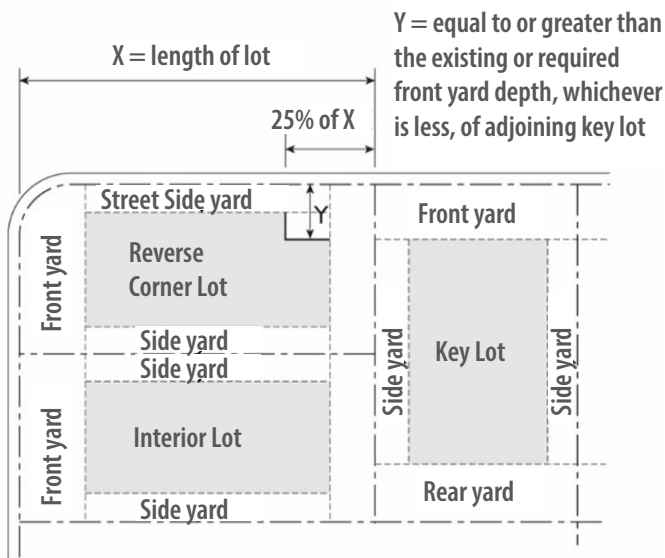 X = length of lot
Y = equal to or greater than
the existing or required
front yard depth, whichever
is less, of adjoining key lot
25% of X
Street Side yard
Y
Front yard
Front yard
Reverse
Corner Lot
Side yard
Side yard
Key Lot
Side yard
Side yard
Front yard
Interior Lot
Side yard
Rear yard